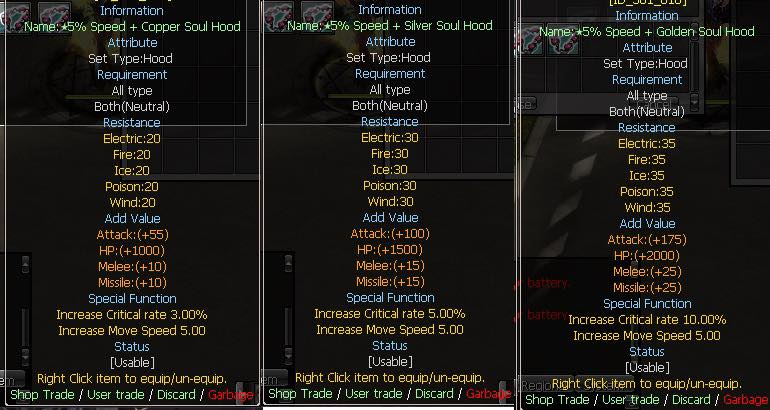 Information
Name:★5% Speed + Copper Soul Hood
Attribute
Set Type:Hood
Requirement
All type
Both(Neutral)
Resistance
Electric:20
Fire:20
Ice:20
Poison:20
Wind:20
Add Value
Attack:(+55)
HP:(+1000)
Melee:(+10)
Missile:(+10)
Special Function
Increase Critical rate 3.00%
Increase Move Speed 5.00
Status
[Usable]
Right Click item to equip/un-equip.
Shop Trade / User trade / Discard / Garbage
Information
Name:★5% Speed + Silver Soul Hood
Attribute
Set Type:Hood
Requirement
All type
Both(Neutral)
Resistance
Electric:30
Fire:30
Ice:30
Poison:30
Wind:30
Add Value
Attack:(+100)
HP:(+1500)
Melee:(+15)
Missile:(+15)
Special Function
Increase Critical rate 5.00%
Increase Move Speed 5.00
Status
[Usable]
Right Click item to equip/un-equip.
Shop Trade / User trade / Discard / Garbage
Information
Name:★5% Speed + Golden Soul Hood
Attribute
Set Type:Hood
Requirement
All type
Both(Neutral)
Resistance
Electric:35
Fire:35
Ice:35
Poison:35
Wind:35
Add Value
Attack:(+175)
HP:(+2000)
Melee:(+25)
Missile:(+25)
battery.
Special Function
battery.
Increase Critical rate 10.00%
Increase Move Speed 5.00
Status
[Usable]
Right Click item to equip/un-equip.
Shop Trade / User trade / Discard / Garbage